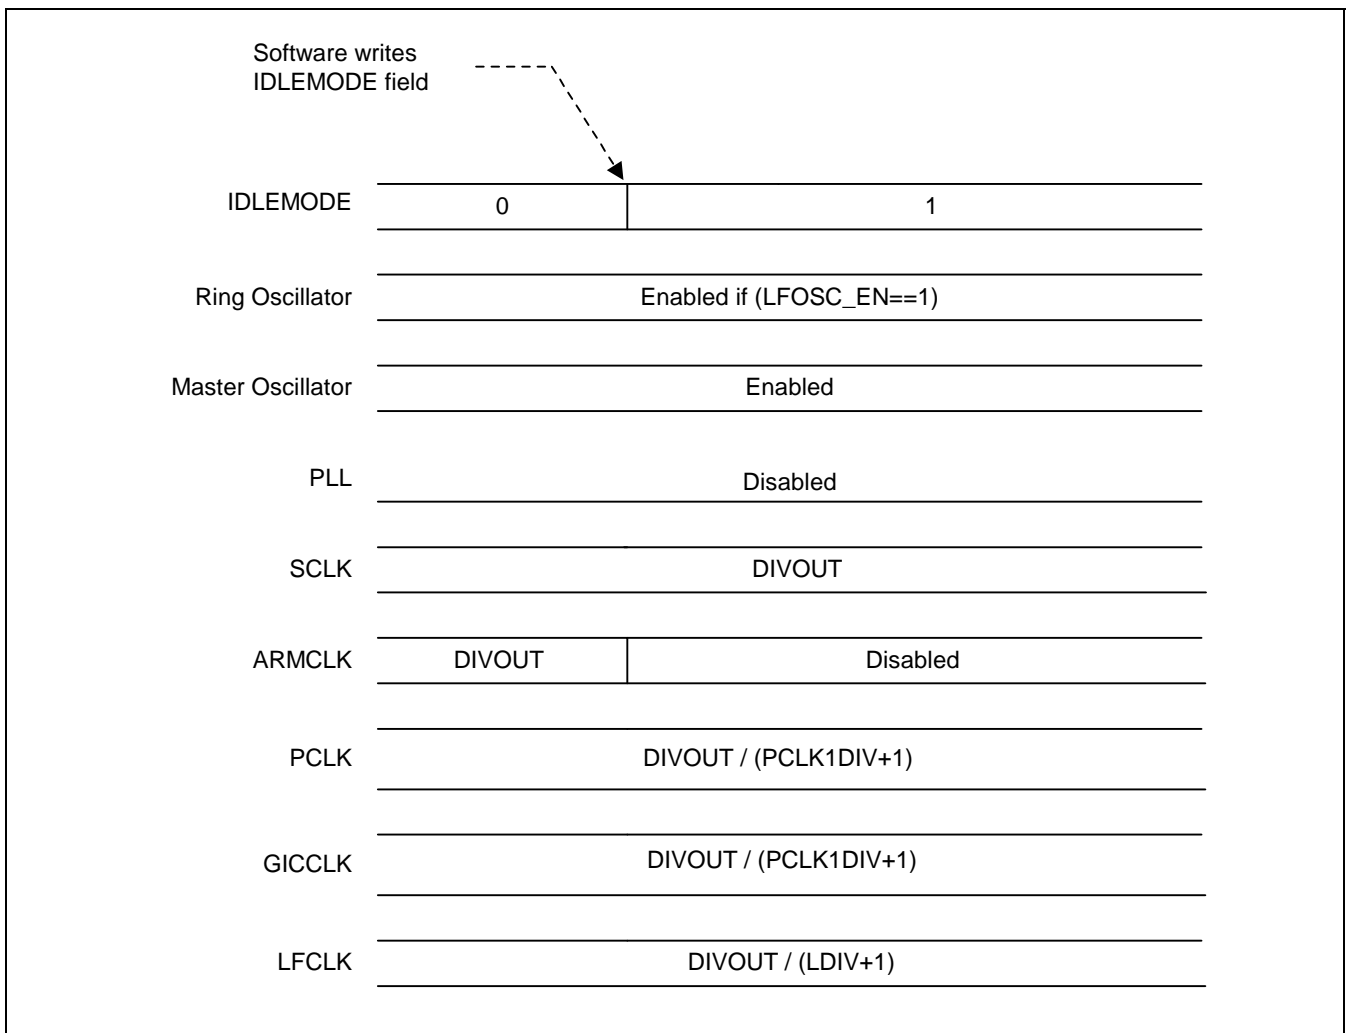 Software writes
IDLEMODE field
IDLEMODE 0 1
Ring Oscillator Enabled if (LFOSC_EN==1)
Master Oscillator Enabled
PLL Disabled
SCLK DIVOUT
ARMCLK DIVOUT Disabled
PCLK DIVOUT / (PCLK1DIV+1)
GICCLK DIVOUT / (PCLK1DIV+1)
LFCLK DIVOUT / (LDIV+1)